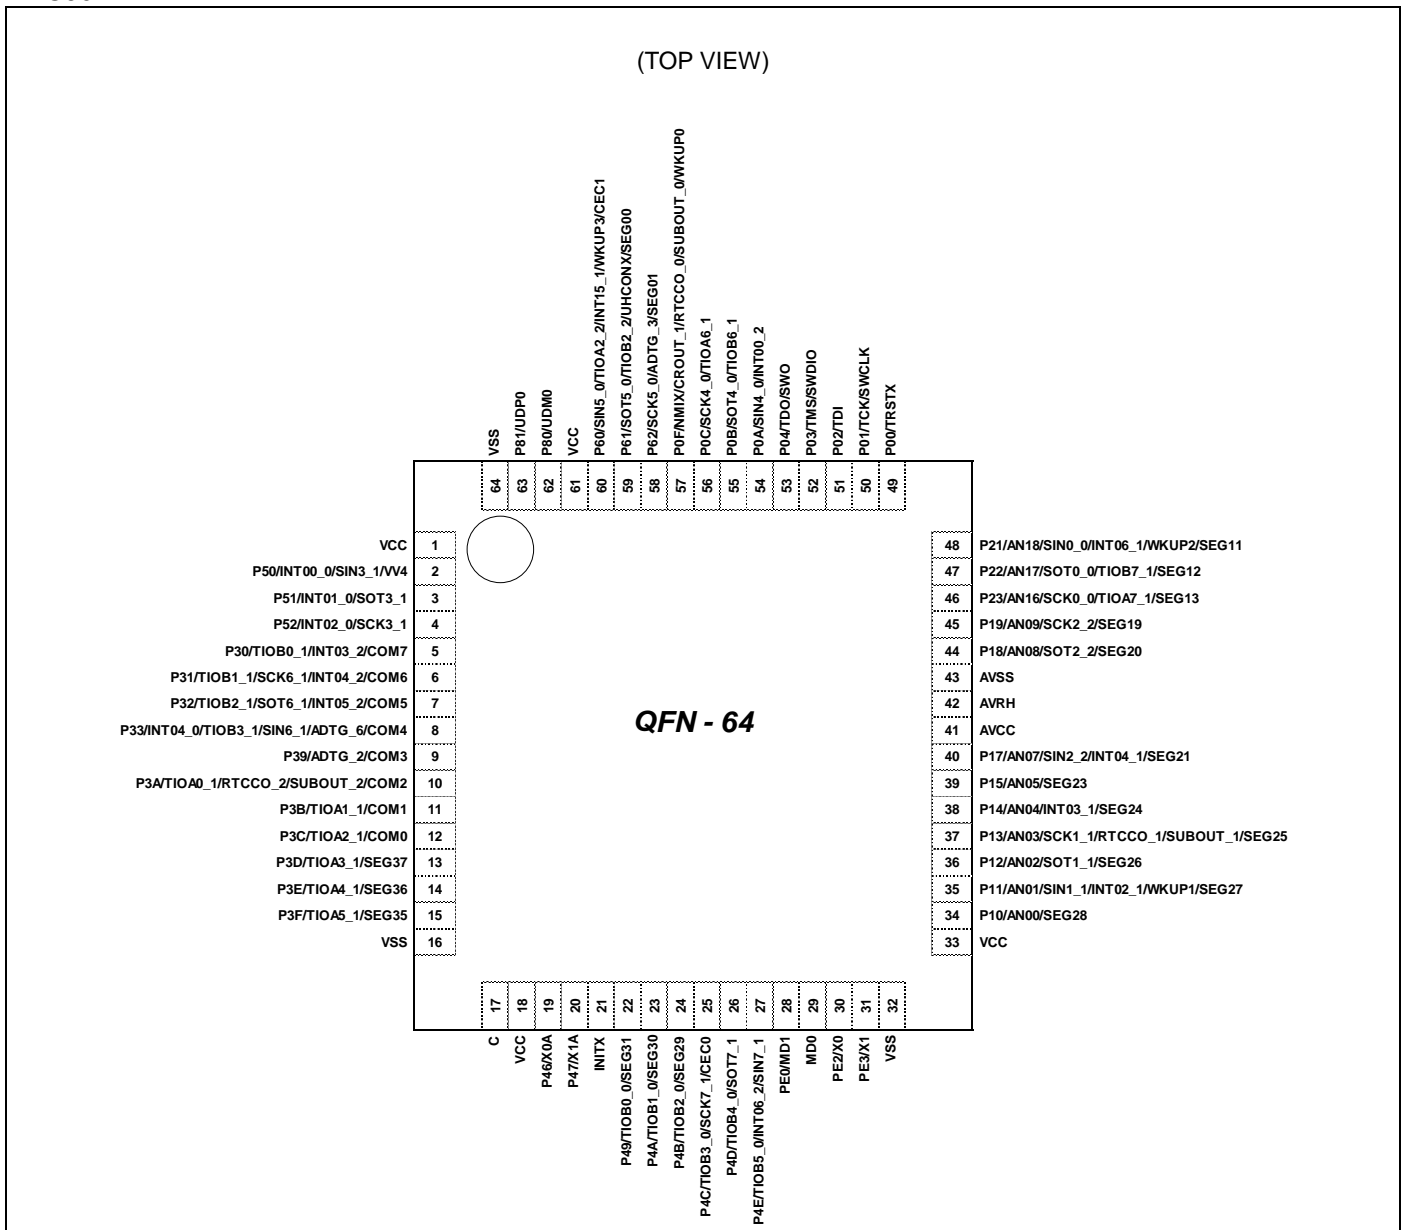 (TOP VIEW)
VSS
P81/UDP0
P80/UDM0
VCC
P60/SIN5_0/TIOA2_2/INT15_1/WKUP3/CEC1
P61/SOT5_0/TIOB2_2/UHCONX/SEG00
P62/SCK5_0/ADTG_3/SEG01
P0F/NMIX/CROUT_1/RTCCO_0/SUBOUT_0/WKUP0
P0C/SCK4_0/TIOA6_1
P0B/SOT4_0/TIOB6_1
P0A/SIN4_0/INT00_2
P04/TDO/SWO
P03/TMS/SWDIO
P02/TDI
P01/TCK/SWCLK
P00/TRSTX
64
63
62
61
60
59
58
57
56
55
54
53
52
51
50
49
VCC 1
P50/INT00_0/SIN3_1/VV4 2
P51/INT01_0/SOT3_1 3
P52/INT02_0/SCK3_1 4
P30/TIOB0_1/INT03_2/COM7 5
P31/TIOB1_1/SCK6_1/INT04_2/COM6 6
P32/TIOB2_1/SOT6_1/INT05_2/COM5 7
P33/INT04_0/TIOB3_1/SIN6_1/ADTG_6/COM4 8
P39/ADTG_2/COM3 9
P3A/TIOA0_1/RTCCO_2/SUBOUT_2/COM2 10
P3B/TIOA1_1/COM1 11
P3C/TIOA2_1/COM0 12
P3D/TIOA3_1/SEG37 13
P3E/TIOA4_1/SEG36 14
P3F/TIOA5_1/SEG35 15
VSS 16
QFN - 64
48 P21/AN18/SIN0_0/INT06_1/WKUP2/SEG11
47 P22/AN17/SOT0_0/TIOB7_1/SEG12
46 P23/AN16/SCK0_0/TIOA7_1/SEG13
45 P19/AN09/SCK2_2/SEG19
44 P18/AN08/SOT2_2/SEG20
43 AVSS
42 AVRH
41 AVCC
40 P17/AN07/SIN2_2/INT04_1/SEG21
39 P15/AN05/SEG23
38 P14/AN04/INT03_1/SEG24
37 P13/AN03/SCK1_1/RTCCO_1/SUBOUT_1/SEG25
36 P12/AN02/SOT1_1/SEG26
35 P11/AN01/SIN1_1/INT02_1/WKUP1/SEG27
34 P10/AN00/SEG28
33 VCC
17
18
19
20
21
22
23
24
25
26
27
28
29
30
31
32
C
VCC
P46/X0A
P47/X1A
INITX
P49/TIOB0_0/SEG31
P4A/TIOB1_0/SEG30
P4B/TIOB2_0/SEG29
P4C/TIOB3_0/SCK7_1/CEC0
P4D/TIOB4_0/SOT7_1
P4E/TIOB5_0/INT06_2/SIN7_1
PE0/MD1
MD0
PE2/X0
PE3/X1
VSS